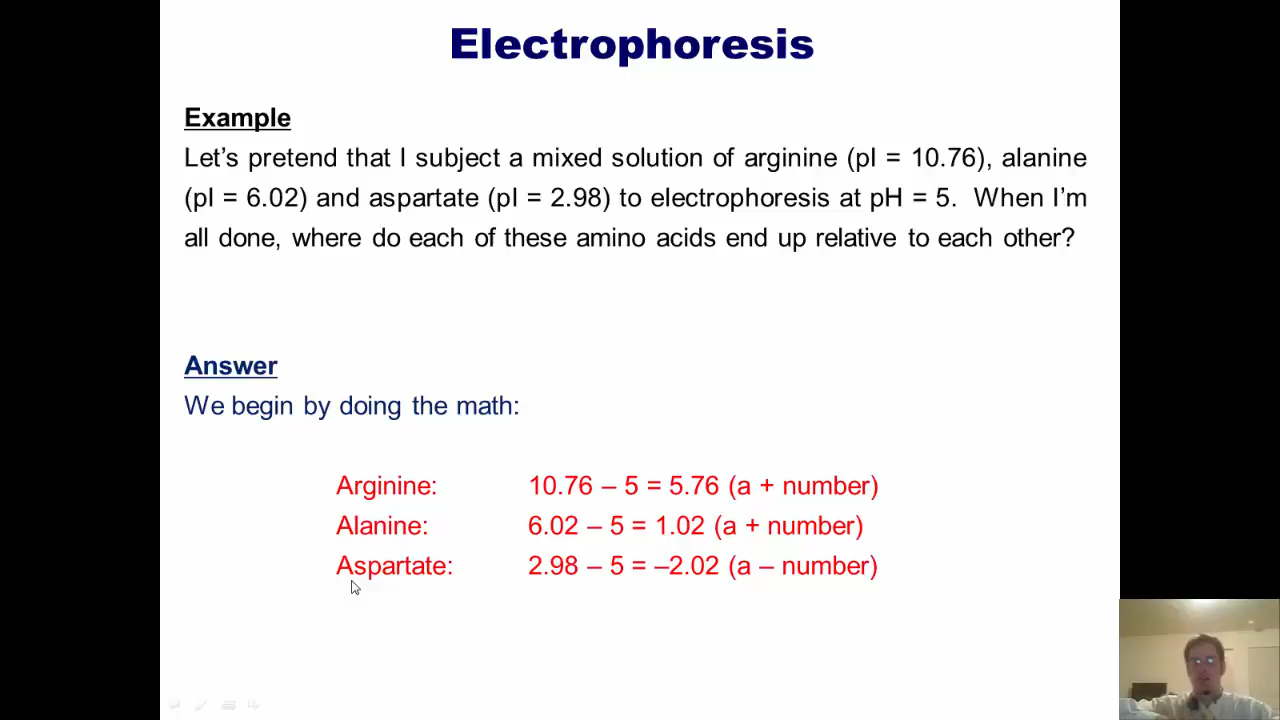 Electrophoresis
Example
Let’s pretend that I subject a mixed solution of arginine (pI = 10.76), alanine
(pI = 6.02) and aspartate (pI = 2.98) to electrophoresis at pH = 5. When I’m
all done, where do each of these amino acids end up relative to each other?
Answer
We begin by doing the math:
Arginine: 10.76 – 5 = 5.76 (a + number)
Alanine: 6.02 – 5 = 1.02 (a + number)
Aspartate: 2.98 – 5 = –2.02 (a – number)